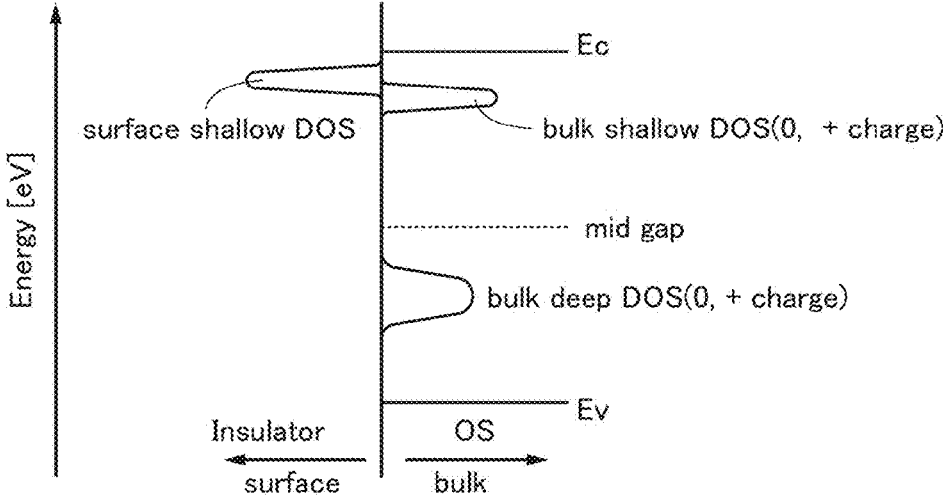 Ec
surface shallow DOS
bulk shallow DOS(0, + charge)
Energy [eV]
mid gap
bulk deep DOS(0, + charge)
Ev
Insulator
OS
surface
bulk